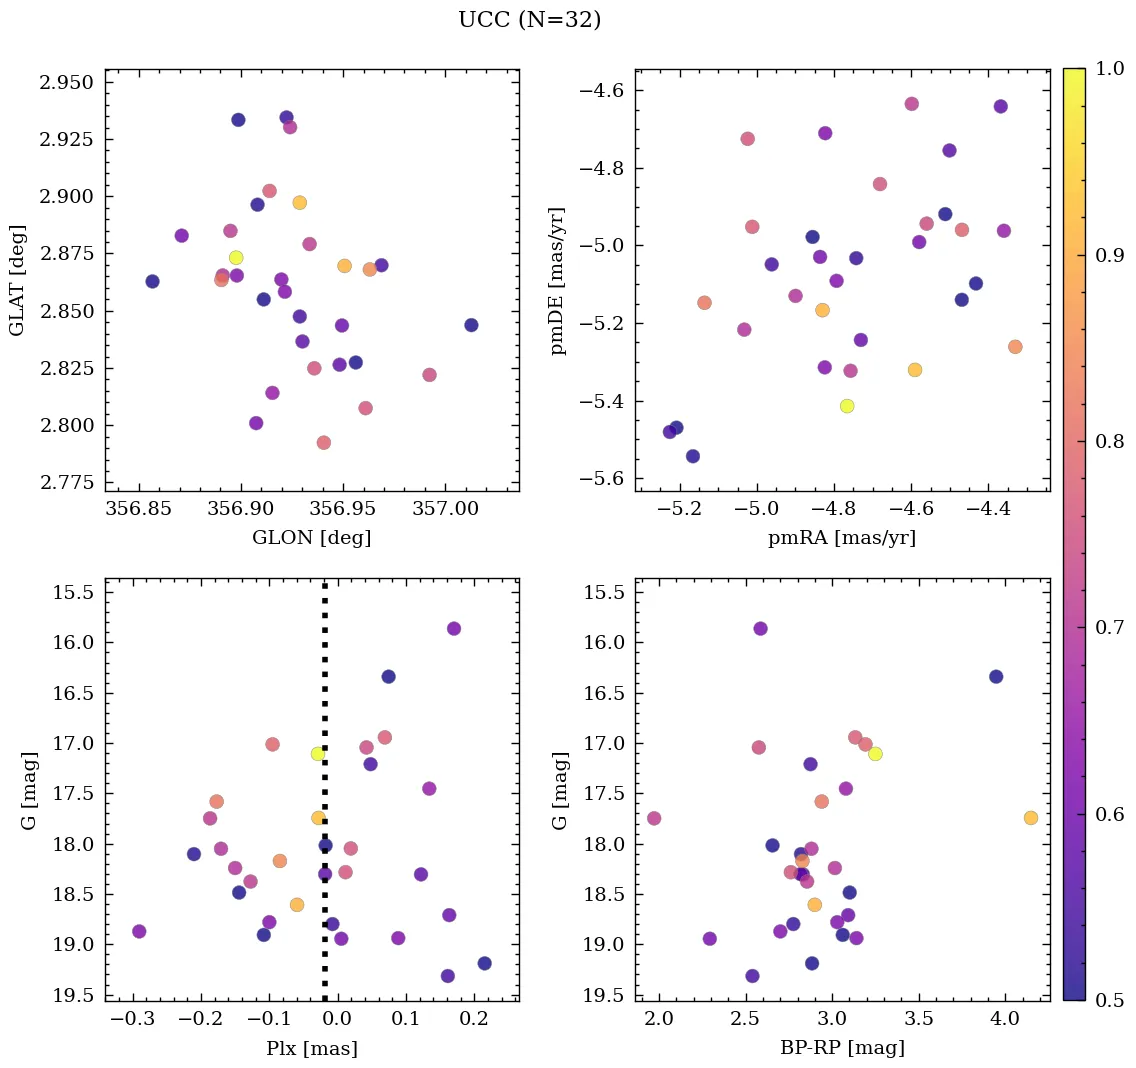 UCC (N=32)
2.950
2.925
2.900
2.875
2.850
2.825
2.800
2.775
GLAT [deg]
356.85 356.90 356.95 357.00
GLON [deg]
−4.6
−4.8
−5.0
−5.2
−5.4
−5.6
pmDE [mas/yr]
−5.2 −5.0 −4.8 −4.6 −4.4
pmRA [mas/yr]
1.0
0.9
0.8
0.7
0.6
0.5
15.5
16.0
16.5
17.0
17.5
18.0
18.5
19.0
19.5
G [mag]
−0.3 −0.2 −0.1 0.0 0.1 0.2
Plx [mas]
15.5
16.0
16.5
17.0
17.5
18.0
18.5
19.0
19.5
G [mag]
2.0 2.5 3.0 3.5 4.0
BP-RP [mag]